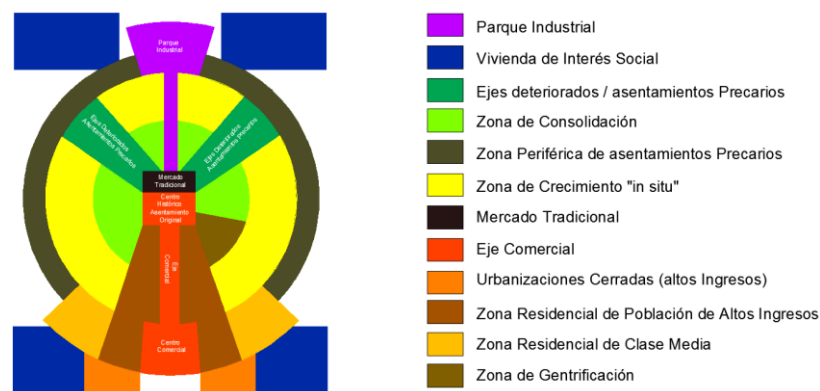 Parque
Industrial
Ejes Deteriorados
Asentamientos Precarios
Ejes Deteriorados
Asentamientos Precarios
Mercado
Tradicional
Centro
Histórico
Asentamiento
Original
Eje
Comercial
Centro
Comercial
Parque Industrial
Vivienda de Interés Social
Ejes deteriorados / asentamientos Precarios
Zona de Consolidación
Zona Periférica de asentamientos Precarios
Zona de Crecimiento "in situ"
Mercado Tradicional
Eje Comercial
Urbanizaciones Cerradas (altos Ingresos)
Zona Residencial de Población de Altos Ingresos
Zona Residencial de Clase Media
Zona de Gentrificación